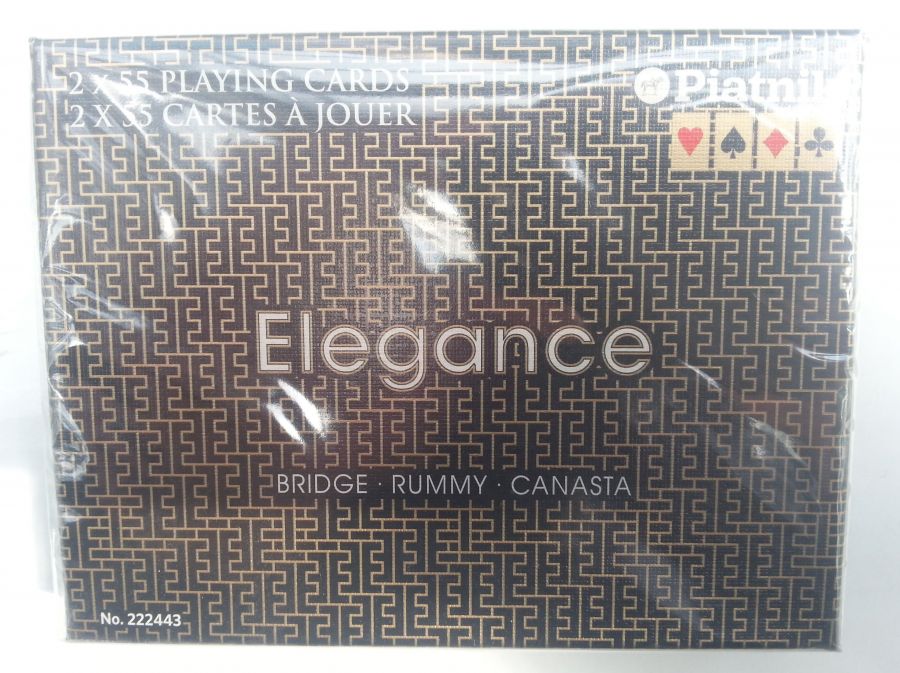 2 X 55 PLAYING CARDS
2 X 55 CARTES À JOUER
Piatnik
Elegance
BRIDGE · RUMMY · CANASTA
No. 222443